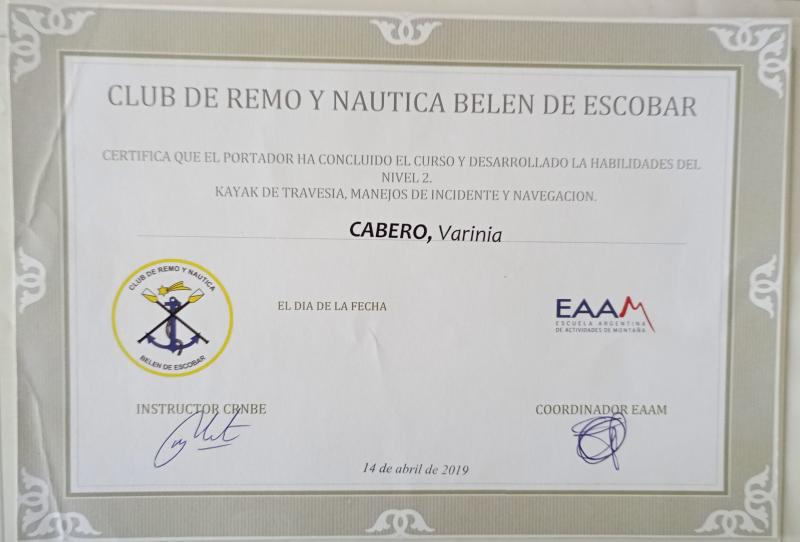 CLUB DE REMO Y NAUTICA BELEN DE ESCOBAR
CERTIFICA QUE EL PORTADOR HA CONCLUIDO EL CURSO Y DESARROLLADO LA HABILIDADES DEL
NIVEL 2.
KAYAK DE TRAVESIA, MANEJOS DE INCIDENTE Y NAVEGACION.
CABERO, Varinia
CLUB DE REMO Y NAUTICA
BELEN DE ESCOBAR
EL DIA DE LA FECHA
EAAM
ESCUELA ARGENTINA
DE ACTIVIDADES DE MONTAÑA
INSTRUCTOR CRNBE
COORDINADOR EAAM
14 de abril de 2019